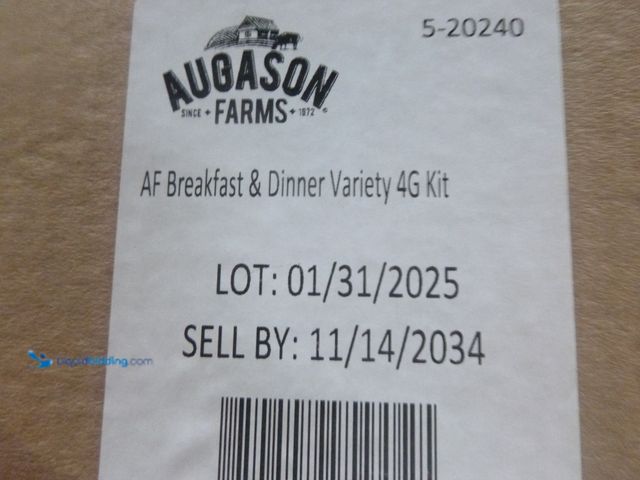 5-20240
AUGASON
SINCE + FARMS + 1972
AF Breakfast & Dinner Variety 4G Kit
LOT: 01/31/2025
SELL BY: 11/14/2034
liquidbidding.com